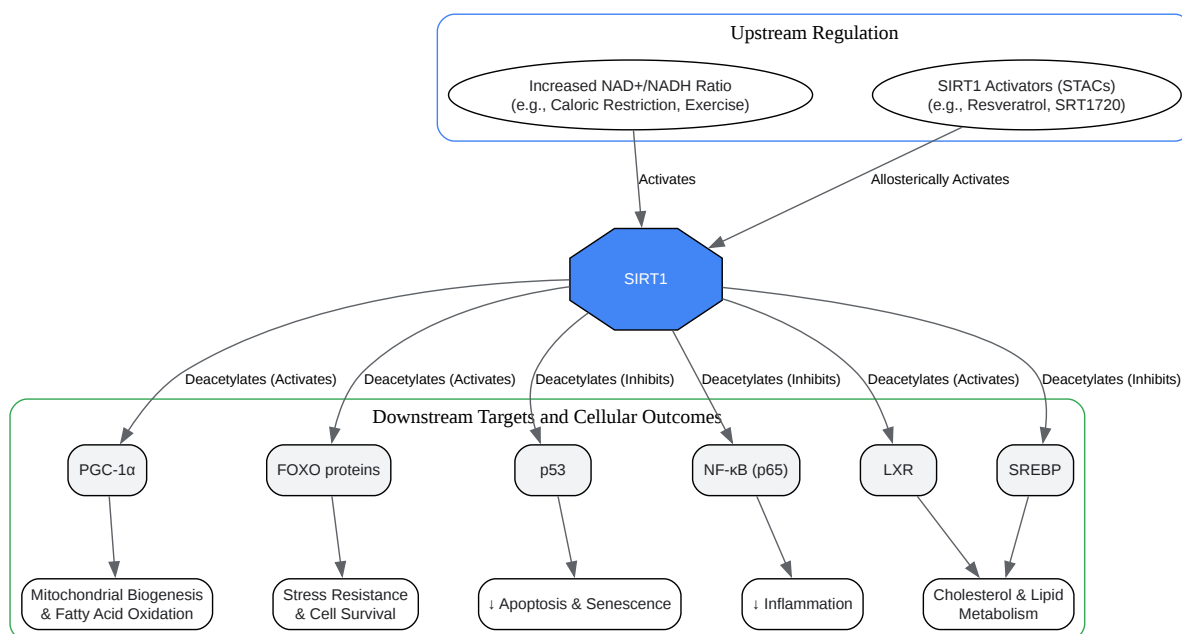 Upstream Regulation
Increased NAD+/NADH Ratio
(e.g., Caloric Restriction, Exercise)
SIRT1 Activators (STACs)
(e.g., Resveratrol, SRT1720)
Activates
Allosterically Activates
SIRT1
Deacetylates (Activates)
Deacetylates (Activates)
Deacetylates (Inhibits)
Deacetylates (Inhibits)
Deacetylates (Activates)
Deacetylates (Inhibits)
Downstream Targets and Cellular Outcomes
PGC-1α
FOXO proteins
p53
NF-κB (p65)
LXR
SREBP
Mitochondrial Biogenesis
& Fatty Acid Oxidation
Stress Resistance
& Cell Survival
↓ Apoptosis & Senescence
↓ Inflammation
Cholesterol & Lipid
Metabolism